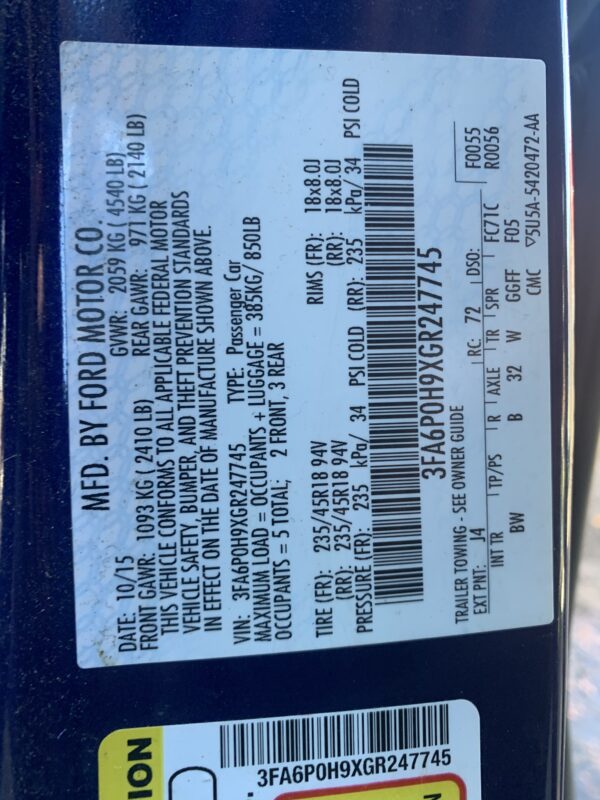 MFD. BY FORD MOTOR CO.
DATE: 10/15 GVWR: 2059 KG ( 4540 LB)
FRONT GAWR: 1093 KG ( 2410 LB) REAR GAWR: 971 KG ( 2140 LB)
THIS VEHICLE CONFORMS TO ALL APPLICABLE FEDERAL MOTOR
VEHICLE SAFETY, BUMPER, AND THEFT PREVENTION STANDARDS
IN EFFECT ON THE DATE OF MANUFACTURE SHOWN ABOVE.
VIN: 3FA6P0H9XGR247745 TYPE: Passenger Car
MAXIMUM LOAD = OCCUPANTS + LUGGAGE = 385KG/ 850LB
OCCUPANTS = 5 TOTAL; 2 FRONT, 3 REAR
TIRE (FR): 235/45R18 94V RIMS (FR): 18x8.0J
(RR): 235/45R18 94V (RR): 18x8.0J
PRESSURE (FR): 235 kPa/ 34 PSI COLD (RR): 235 kPa/ 34 PSI COLD
3FA6P0H9XGR247745
TRAILER TOWING - SEE OWNER GUIDE F0055
EXT PNT: J4 RC: 72 DSO: R0056
INT TR TP/PS R AXLE TR SPR FC71C
BW B 32 W GGFF F05
CMC ▽5U5A-5420472-AA
ION
3FA6P0H9XGR247745